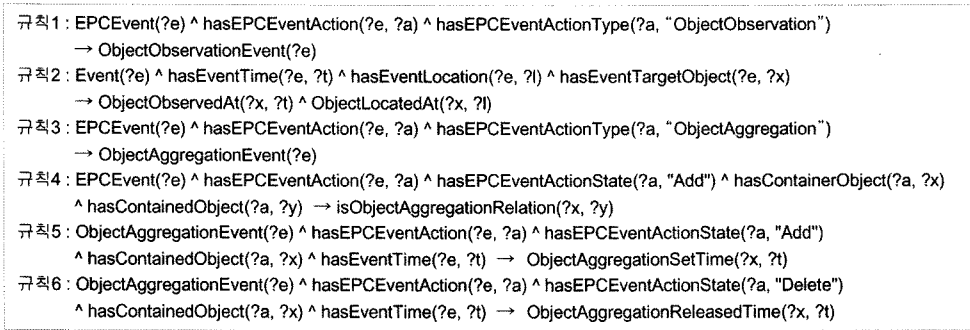 규칙1 : EPCEvent(?e) ^ hasEPCEventAction(?e, ?a) ^ hasEPCEventActionType(?a, “ObjectObservation”)
→ ObjectObservationEvent(?e)
규칙2 : Event(?e) ^ hasEventTime(?e, ?t) ^ hasEventLocation(?e, ?l) ^ hasEventTargetObject(?e, ?x)
→ ObjectObservedAt(?x, ?t) ^ ObjectLocatedAt(?x, ?l)
규칙3 : EPCEvent(?e) ^ hasEPCEventAction(?e, ?a) ^ hasEPCEventActionType(?a, “ObjectAggregation”)
→ ObjectAggregationEvent(?e)
규칙4 : EPCEvent(?e) ^ hasEPCEventAction(?e, ?a) ^ hasEPCEventActionState(?a, "Add") ^ hasContainerObject(?a, ?x)
^ hasContainedObject(?a, ?y) → isObjectAggregationRelation(?x, ?y)
규칙5 : ObjectAggregationEvent(?e) ^ hasEPCEventAction(?e, ?a) ^ hasEPCEventActionState(?a, "Add")
^ hasContainedObject(?a, ?x) ^ hasEventTime(?e, ?t) → ObjectAggregationSetTime(?x, ?t)
규칙6 : ObjectAggregationEvent(?e) ^ hasEPCEventAction(?e, ?a) ^ hasEPCEventActionState(?a, "Delete")
^ hasContainedObject(?a, ?x) ^ hasEventTime(?e, ?t) → ObjectAggregationReleasedTime(?x, ?t)